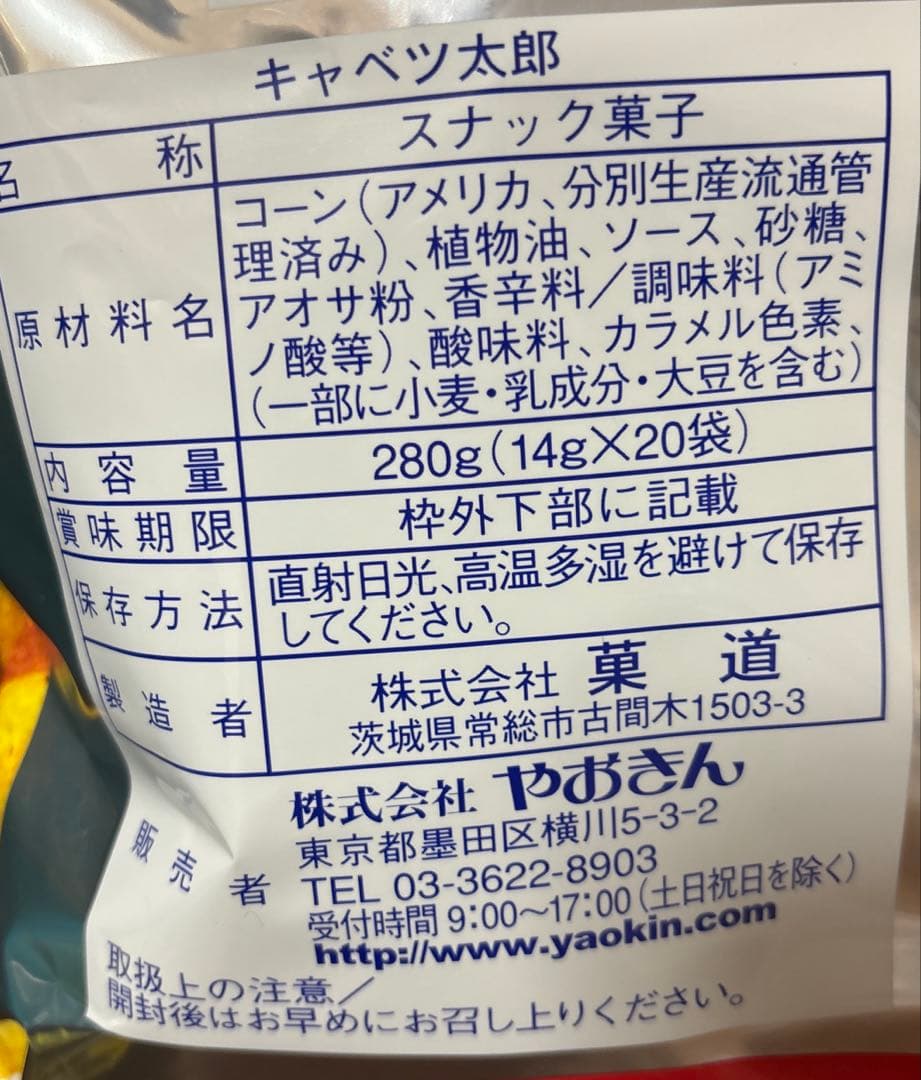 キャベツ太郎
名称 スナック菓子
原材料名 コーン(アメリカ、分別生産流通管
理済み)、植物油、ソース、砂糖、
アオサ粉、香辛料/調味料(アミ
ノ酸等)、酸味料、カラメル色素、
(一部に小麦・乳成分・大豆を含む)
内容量 280g(14g×20袋)
賞味期限 枠外下部に記載
保存方法 直射日光、高温多湿を避けて保存
してください。
製造者 株式会社 菓道
茨城県常総市古間木1503-3
販売者 株式会社 やおきん
東京都墨田区横川5-3-2
TEL 03-3622-8903
受付時間 9:00〜17:00(土日祝日を除く)
http://www.yaokin.com
取扱上の注意/
開封後はお早めにお召し上りください。